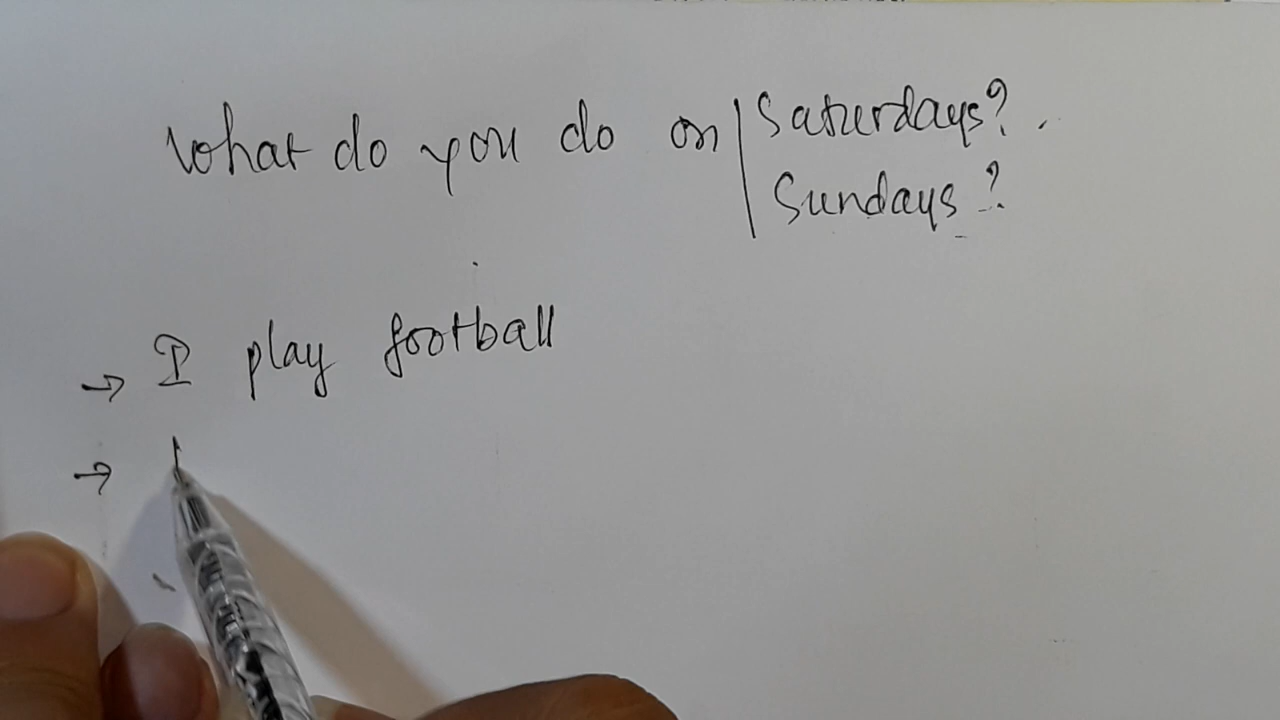 What do you do on Saturdays?
Sundays?
→ I play football
→